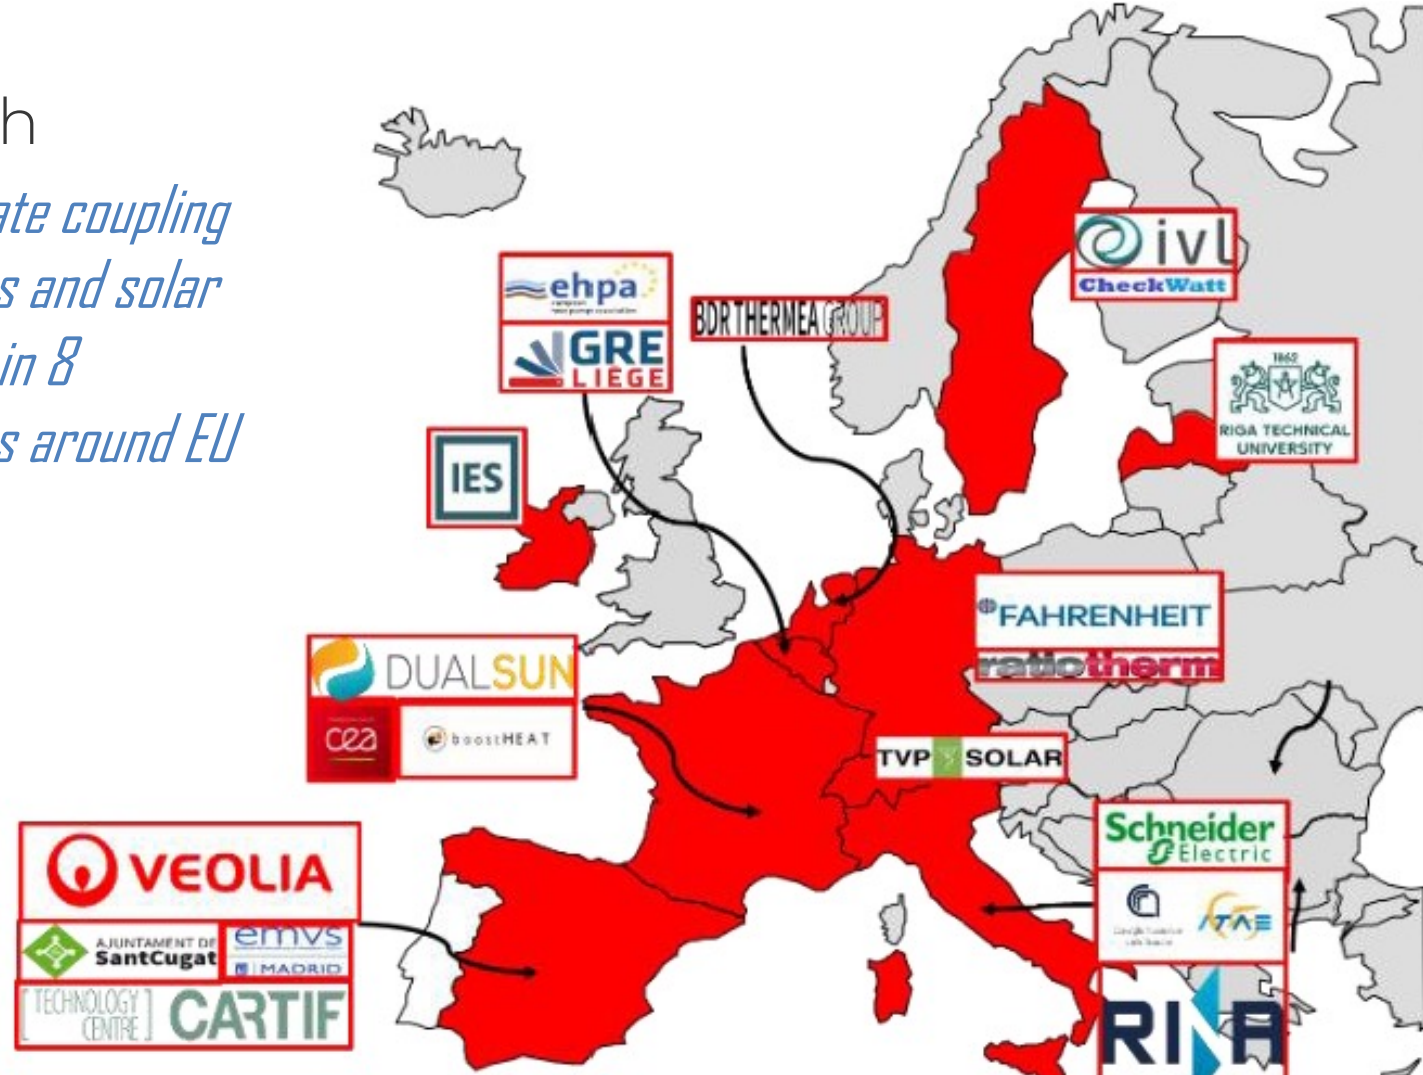 h
ate coupling
s and solar
in 8
s around EU
ehpa
GRE
LIEGE
BDR THERMEA GROUP
ivl
CheckWatt
1862
RIGA TECHNICAL
UNIVERSITY
IES
FAHRENHEIT
ratiotherm
DUALSUN
cea
boostHEAT
TVP SOLAR
Schneider
Electric
ITAE
RINA
VEOLIA
AJUNTAMENT DE
SantCugat
emvs
MADRID
[TECHNOLOGY
CENTRE]
CARTIF